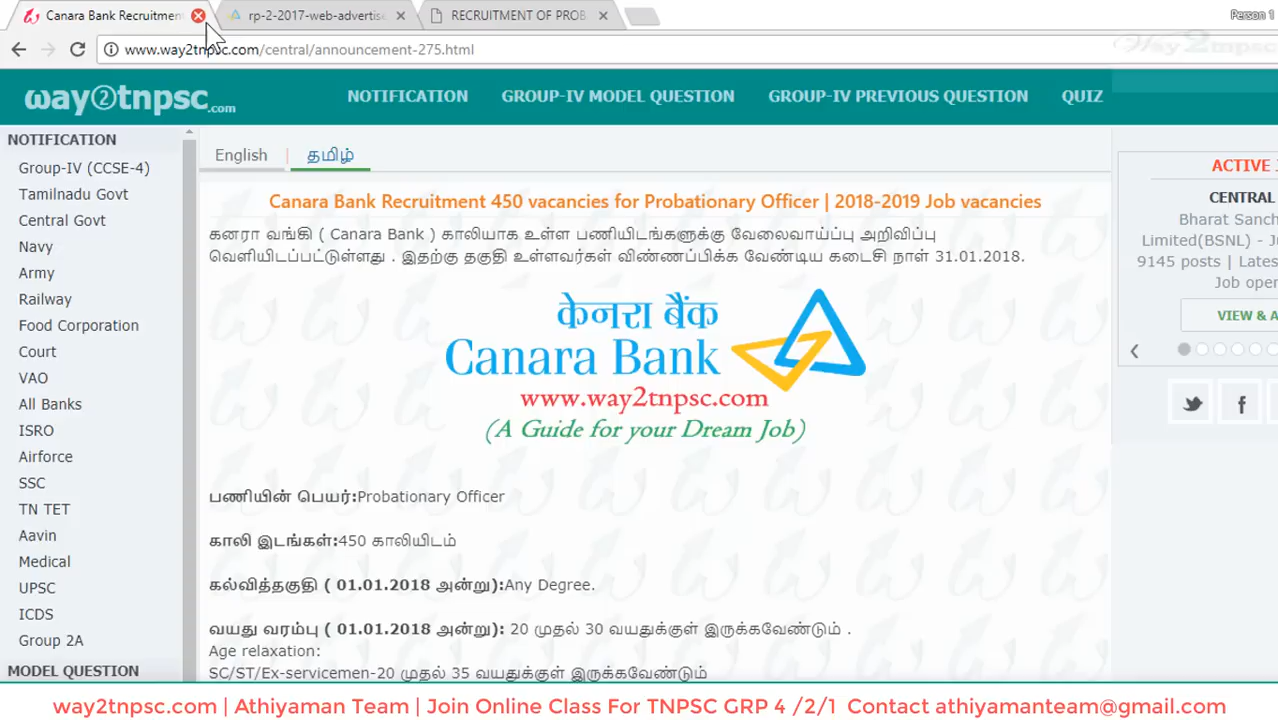 Canara Bank Recruitment
rp-2-2017-web-advertise
RECRUITMENT OF PROB
Person 1
www.way2tnpsc.com/central/announcement-275.html
Way2tnpsc
way2tnpsc.com
NOTIFICATION
GROUP-IV MODEL QUESTION
GROUP-IV PREVIOUS QUESTION
QUIZ
NOTIFICATION
Group-IV (CCSE-4)
Tamilnadu Govt
Central Govt
Navy
Army
Railway
Food Corporation
Court
VAO
All Banks
ISRO
Airforce
SSC
TN TET
Aavin
Medical
UPSC
ICDS
Group 2A
MODEL QUESTION
English | தமிழ்
Canara Bank Recruitment 450 vacancies for Probationary Officer | 2018-2019 Job vacancies
கனரா வங்கி ( Canara Bank ) காலியாக உள்ள பணியிடங்களுக்கு வேலைவாய்ப்பு அறிவிப்பு
வெளியிடப்பட்டுள்ளது . இதற்கு தகுதி உள்ளவர்கள் விண்ணப்பிக்க வேண்டிய கடைசி நாள் 31.01.2018.
केनरा बैंक
Canara Bank
www.way2tnpsc.com
(A Guide for your Dream Job)
பணியின் பெயர்:Probationary Officer
காலி இடங்கள்:450 காலியிடம்
கல்வித்தகுதி ( 01.01.2018 அன்று):Any Degree.
வயது வரம்பு ( 01.01.2018 அன்று): 20 முதல் 30 வயதுக்குள் இருக்கவேண்டும் .
Age relaxation:
SC/ST/Ex-servicemen-20 முதல் 35 வயதுக்குள் இருக்கவேண்டும்
ACTIVE
CENTRAL
Bharat Sanch
Limited(BSNL) - Ju
9145 posts | Lates
Job open
VIEW & A
way2tnpsc.com | Athiyaman Team | Join Online Class For TNPSC GRP 4 /2/1 Contact athiyamanteam@gmail.com